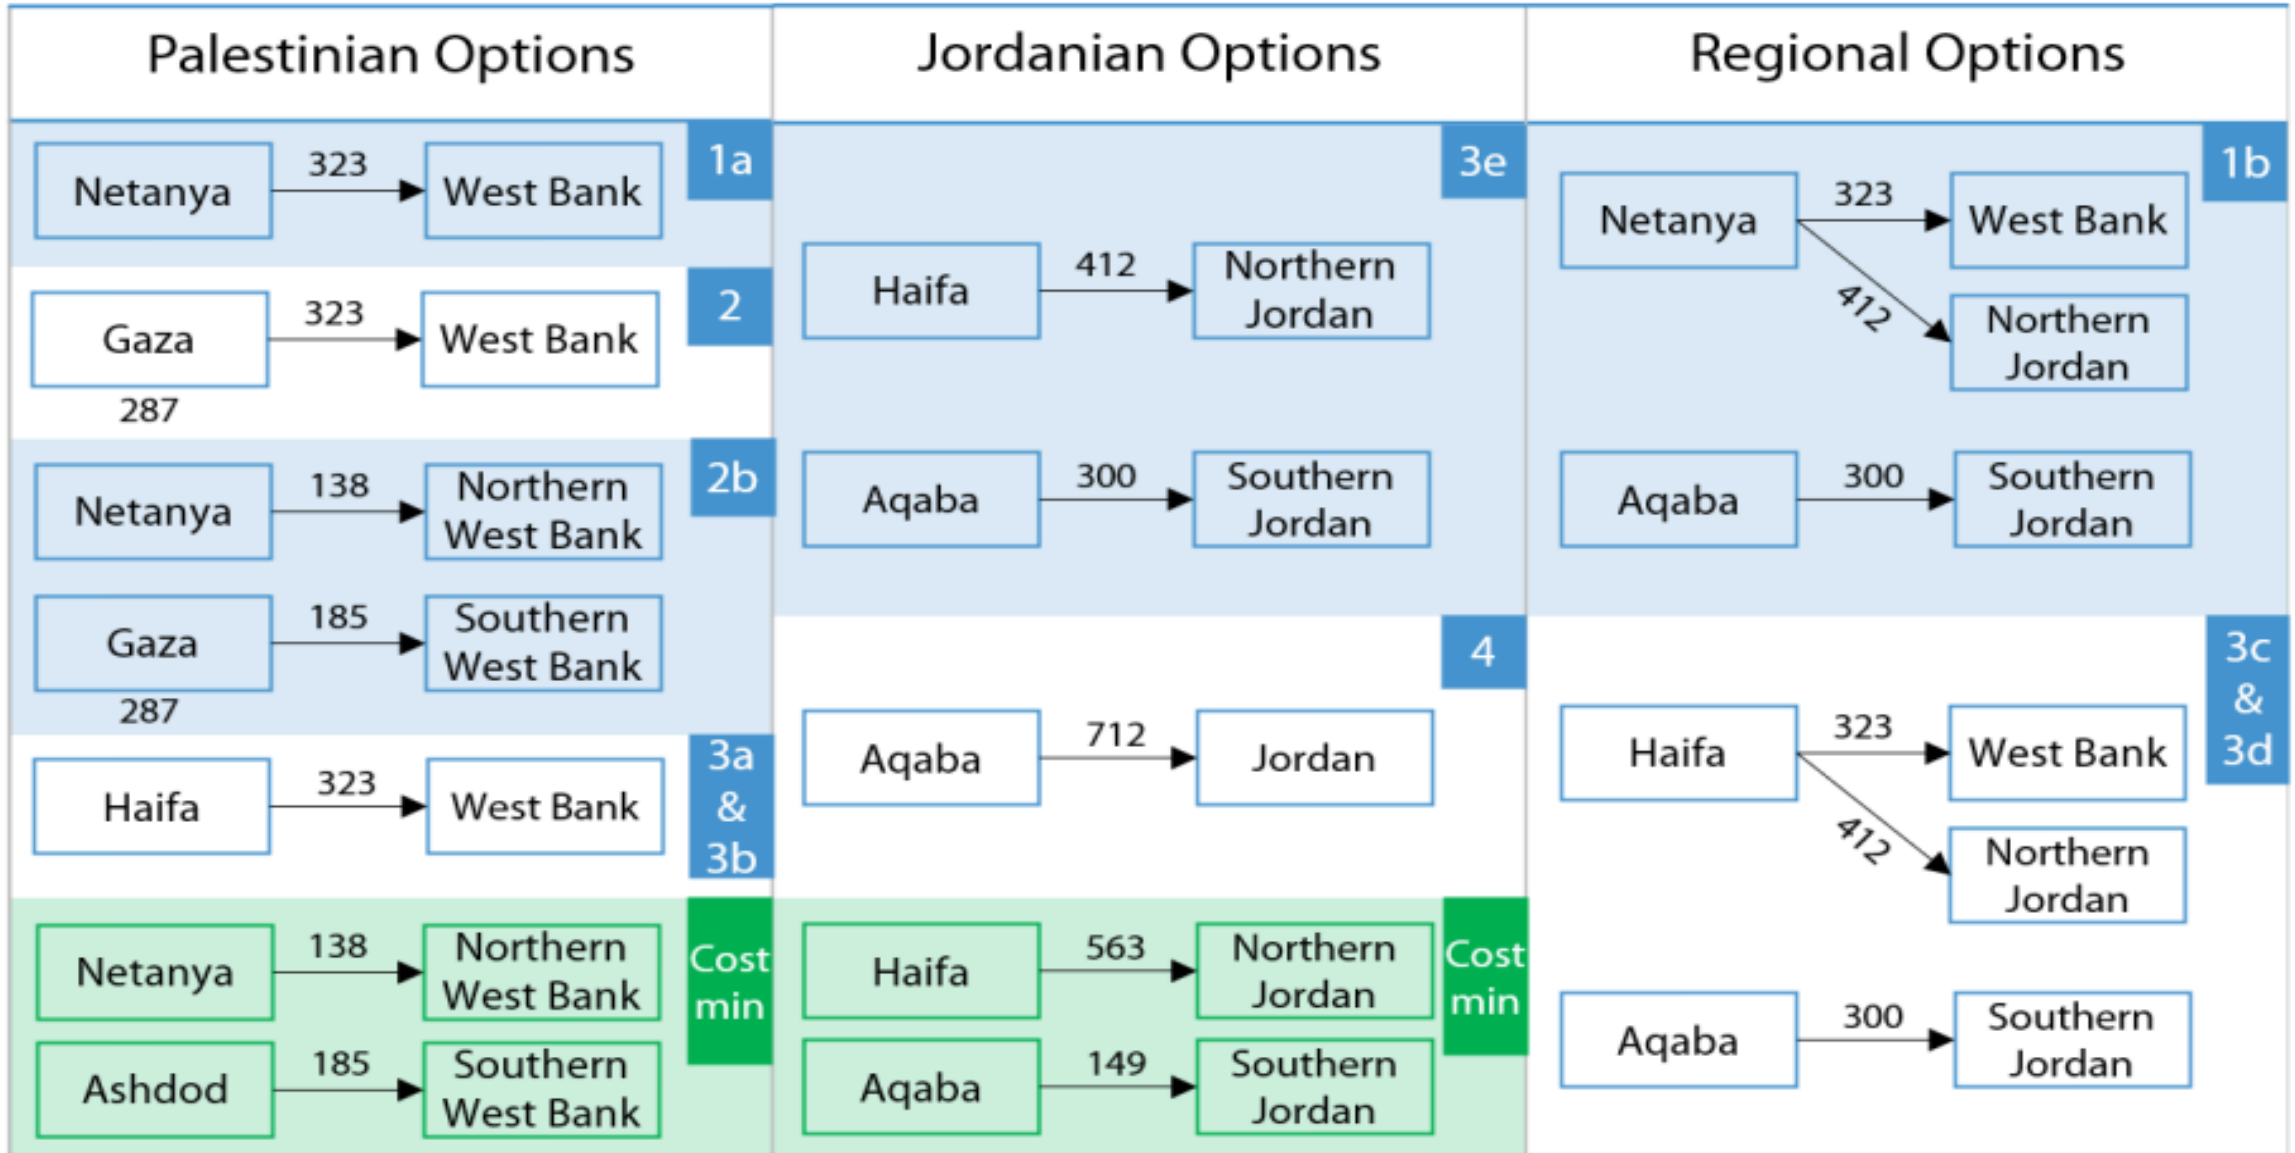 Palestinian Options
1a
Netanya
323
West Bank
2
Gaza
323
West Bank
287
2b
Netanya
138
Northern
West Bank
Gaza
185
Southern
West Bank
287
3a
&
3b
Haifa
323
West Bank
Cost
min
Netanya
138
Northern
West Bank
Ashdod
185
Southern
West Bank
Jordanian Options
3e
Haifa
412
Northern
Jordan
Aqaba
300
Southern
Jordan
4
Aqaba
712
Jordan
Cost
min
Haifa
563
Northern
Jordan
Aqaba
149
Southern
Jordan
Regional Options
1b
Netanya
323
West Bank
412
Northern
Jordan
Aqaba
300
Southern
Jordan
3c
&
3d
Haifa
323
West Bank
412
Northern
Jordan
Aqaba
300
Southern
Jordan